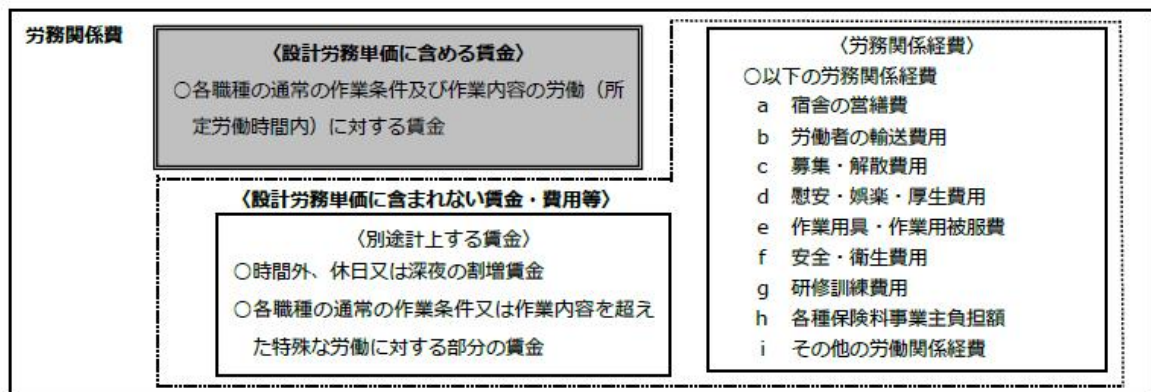 労務関係費
〈設計労務単価に含める賃金〉
○各職種の通常の作業条件及び作業内容の労働（所
定労働時間内）に対する賃金
〈設計労務単価に含まれない賃金・費用等〉
〈別途計上する賃金〉
○時間外、休日又は深夜の割増賃金
○各職種の通常の作業条件又は作業内容を超え
た特殊な労働に対する部分の賃金
〈労務関係経費〉
○以下の労務関係経費
a 宿舎の営繕費
b 労働者の輸送費用
c 募集・解散費用
d 慰安・娯楽・厚生費用
e 作業用具・作業用被服費
f 安全・衛生費用
g 研修訓練費用
h 各種保険料事業主負担額
i その他の労働関係経費